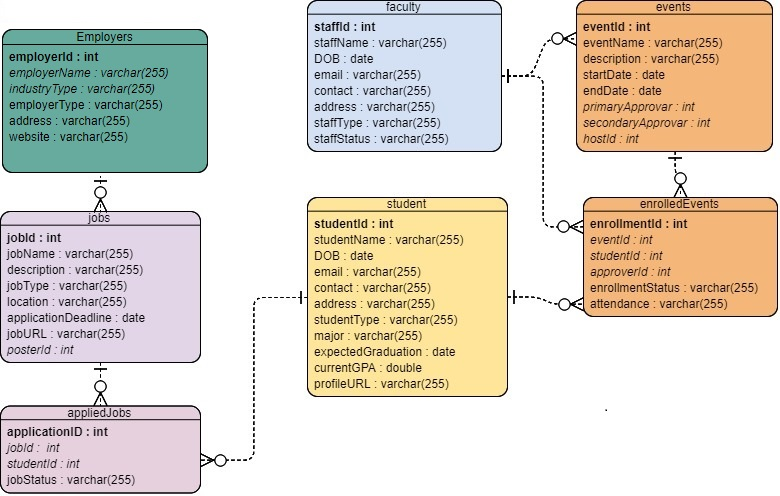 Employers
employerId : int
employerName : varchar(255)
industryType : varchar(255)
employerType : varchar(255)
address : varchar(255)
website : varchar(255)
jobs
jobId : int
jobName : varchar(255)
description : varchar(255)
jobType : varchar(255)
location : varchar(255)
applicationDeadline : date
jobURL : varchar(255)
posterId : int
appliedJobs
applicationID : int
jobId :  int
studentId : int
jobStatus : varchar(255)
faculty
staffId : int
staffName : varchar(255)
DOB : date
email : varchar(255)
contact : varchar(255)
address : varchar(255)
staffType : varchar(255)
staffStatus : varchar(255)
student
studentId : int
studentName : varchar(255)
DOB : date
email : varchar(255)
contact : varchar(255)
address : varchar(255)
studentType : varchar(255)
major : varchar(255)
expectedGraduation : date
currentGPA : double
profileURL : varchar(255)
events
eventId : int
eventName : varchar(255)
description : varchar(255)
startDate : date
endDate : date
primaryApprovar : int
secondaryApprovar : int
hostId : int
enrolledEvents
enrollmentId : int
eventId : int
studentId : int
approverId : int
enrollmentStatus : varchar(255)
attendance : varchar(255)